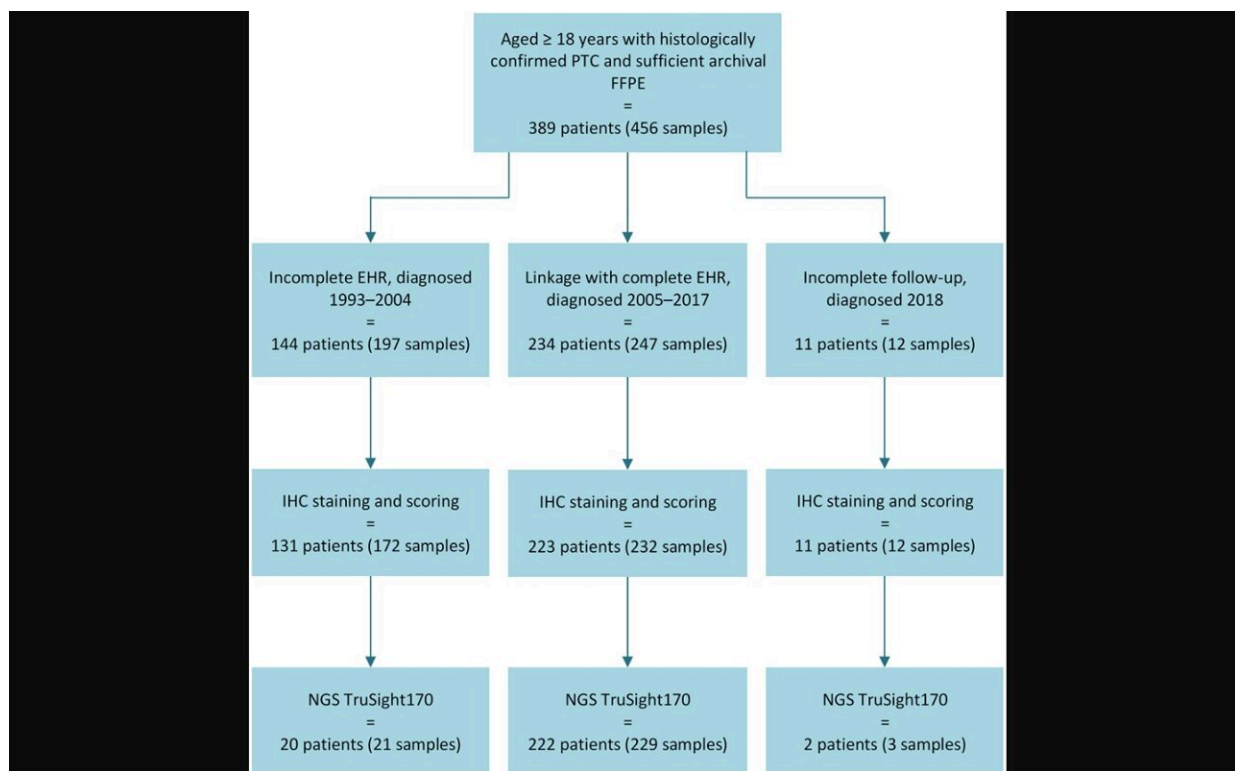 Aged ≥ 18 years with histologically
confirmed PTC and sufficient archival
FFPE
=
389 patients (456 samples)
Incomplete EHR, diagnosed
1993–2004
=
144 patients (197 samples)
Linkage with complete EHR,
diagnosed 2005–2017
=
234 patients (247 samples)
Incomplete follow-up,
diagnosed 2018
=
11 patients (12 samples)
IHC staining and scoring
=
131 patients (172 samples)
IHC staining and scoring
=
223 patients (232 samples)
IHC staining and scoring
=
11 patients (12 samples)
NGS TruSight170
=
20 patients (21 samples)
NGS TruSight170
=
222 patients (229 samples)
NGS TruSight170
=
2 patients (3 samples)